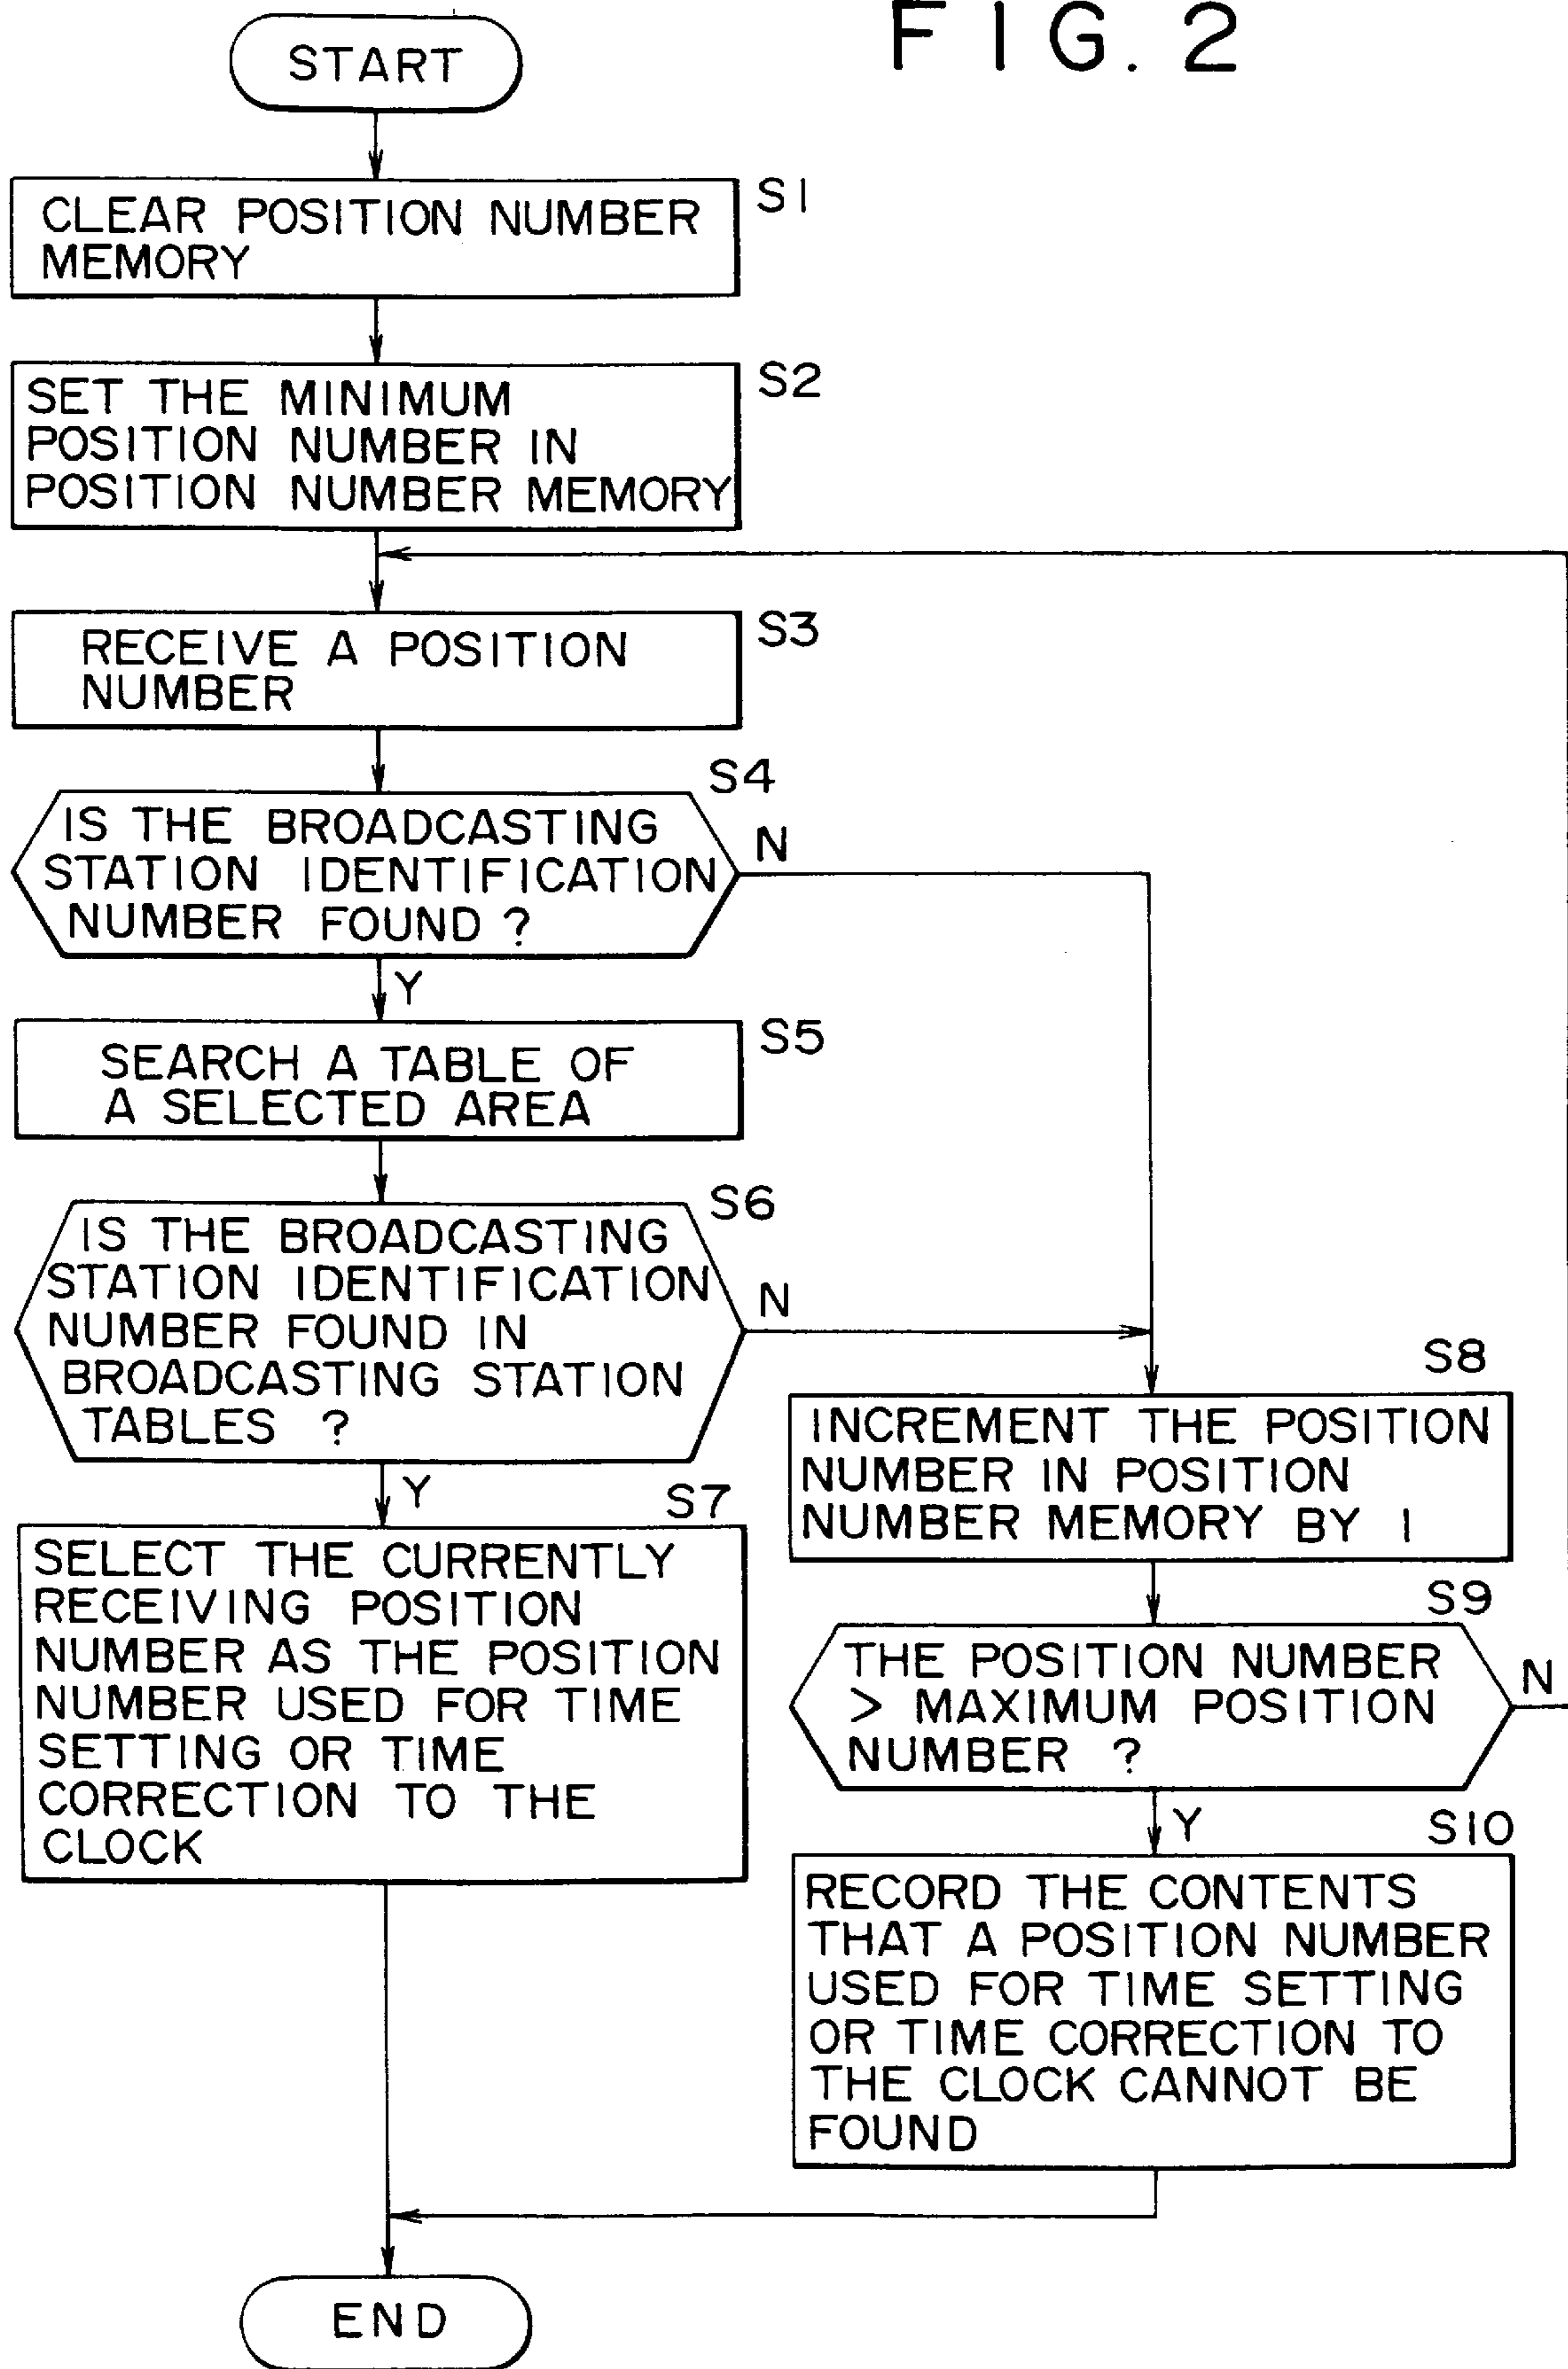 FIG. 2
START
S1
CLEAR POSITION NUMBER
MEMORY
S2
SET THE MINIMUM
POSITION NUMBER IN
POSITION NUMBER MEMORY
S3
RECEIVE A POSITION
NUMBER
S4
IS THE BROADCASTING
STATION IDENTIFICATION
NUMBER FOUND ?
N
Y
S5
SEARCH A TABLE OF
A SELECTED AREA
S6
IS THE BROADCASTING
STATION IDENTIFICATION
NUMBER FOUND IN
BROADCASTING STATION
TABLES ?
N
Y
S7
SELECT THE CURRENTLY
RECEIVING POSITION
NUMBER AS THE POSITION
NUMBER USED FOR TIME
SETTING OR TIME
CORRECTION TO THE
CLOCK
S8
INCREMENT THE POSITION
NUMBER IN POSITION
NUMBER MEMORY BY 1
S9
THE POSITION NUMBER
> MAXIMUM POSITION
NUMBER ?
N
Y
S10
RECORD THE CONTENTS
THAT A POSITION NUMBER
USED FOR TIME SETTING
OR TIME CORRECTION TO
THE CLOCK CANNOT BE
FOUND
END